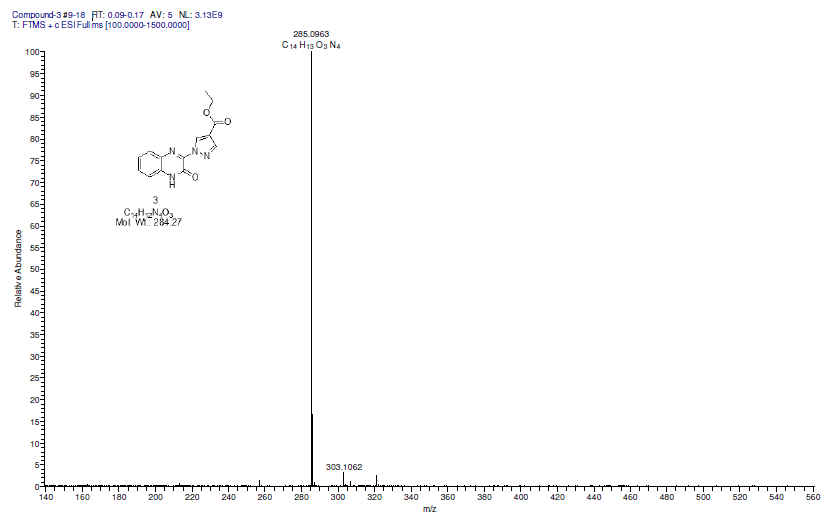 Compound-3 #9-18 RT: 0.09-0.17 AV: 5 NL: 3.13E9
T: FTMS + c ESI Full ms [100.0000-1500.0000]
285.0963
C14 H13 O3 N4
100
95
90
85
80
75
70
65
60
55
50
45
40
35
30
25
20
15
10
5
0
Relative Abundance
O
O
N
N
N
N
H
O
3
C14H12N4O3
Mol. Wt.: 284.27
303.1062
140 160 180 200 220 240 260 280 300 320 340 360 380 400 420 440 460 480 500 520 540 560
m/z